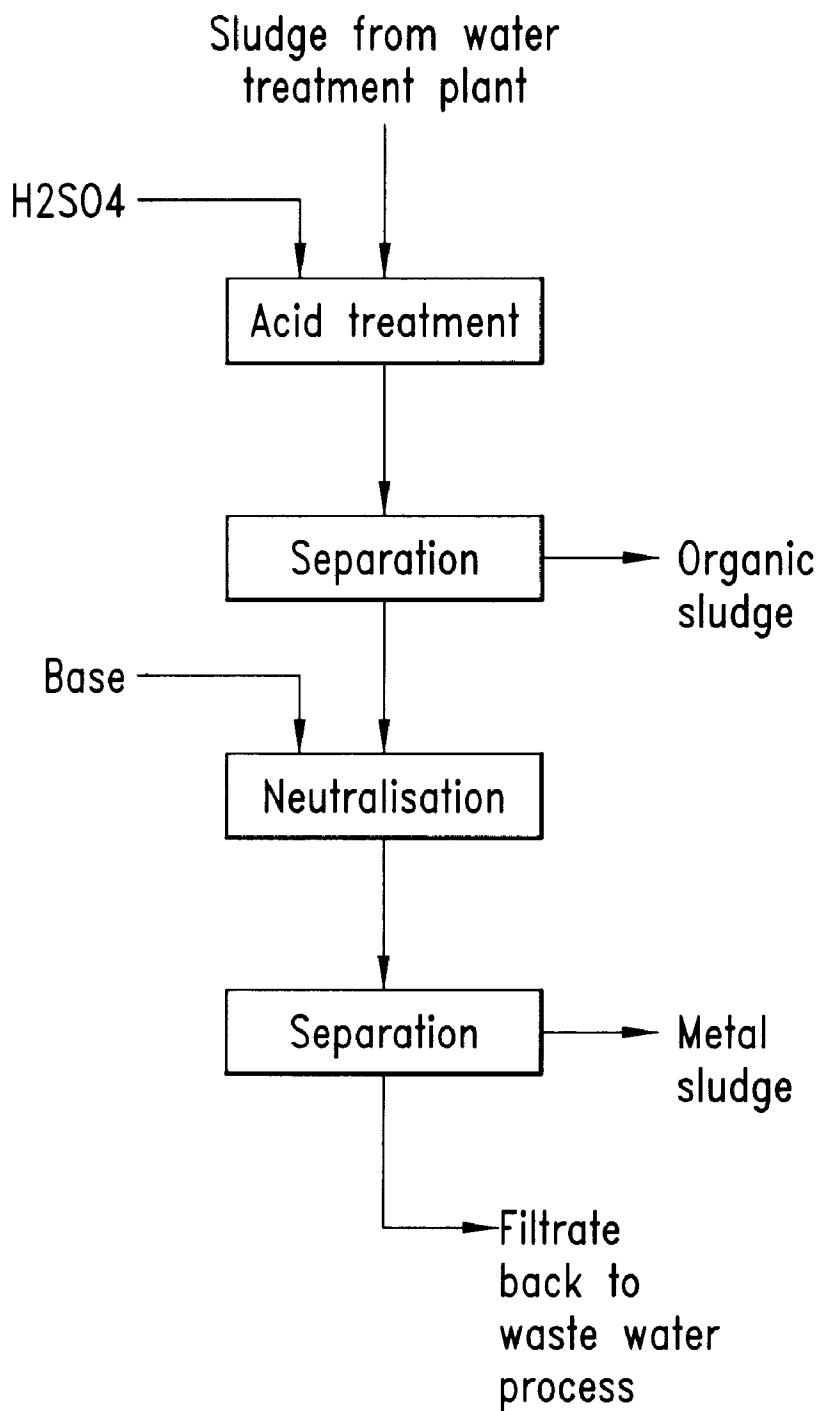 Sludge from water
treatment plant
H2SO4
Acid treatment
Separation
Organic
sludge
Base
Neutralisation
Separation
Metal
sludge
Filtrate
back to
waste water
process